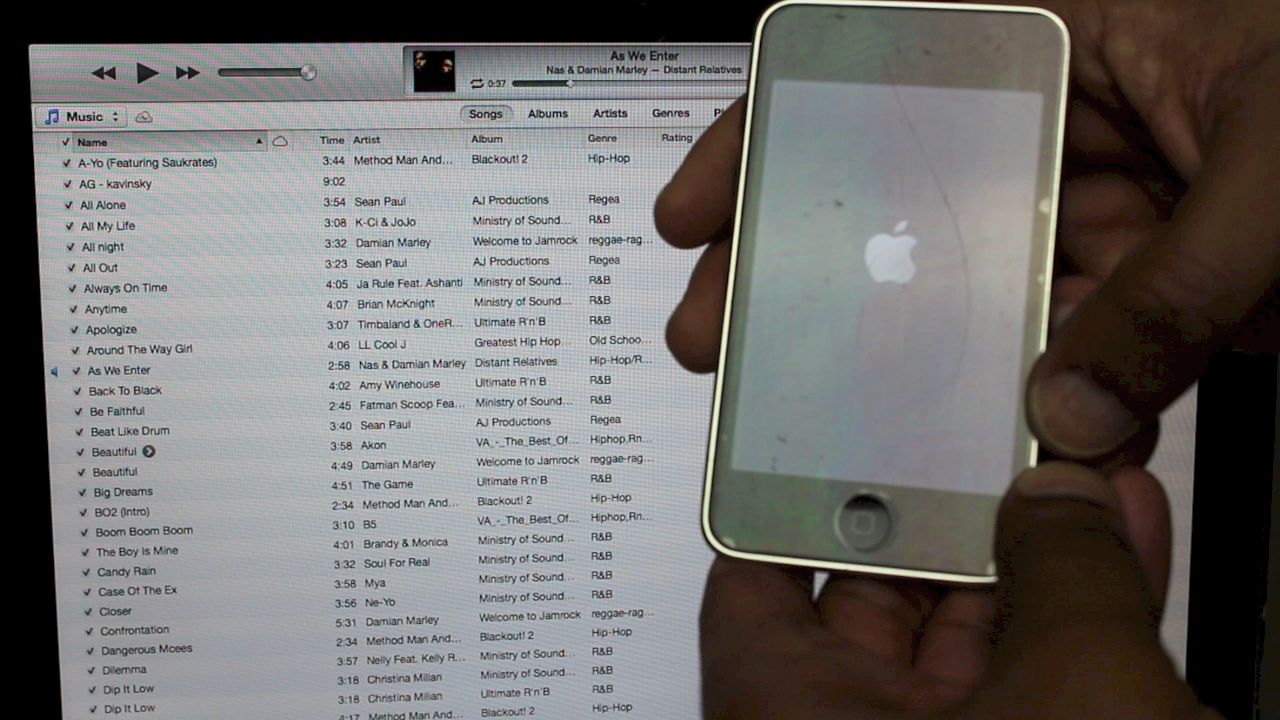 As We Enter
Nas & Damian Marley — Distant Relatives
0:37
Music Songs Albums Artists Genres
Name Time Artist Album Genre Rating
A-Yo (Featuring Saukrates) 3:44 Method Man And... Blackout! 2 Hip-Hop
AG - kavinsky 9:02
All Alone 3:54 Sean Paul AJ Productions Regea
All My Life 3:08 K-Ci & JoJo Ministry of Sound... R&B
All night 3:32 Damian Marley Welcome to Jamrock reggae-rag...
All Out 3:23 Sean Paul AJ Productions Regea
Always On Time 4:05 Ja Rule Feat. Ashanti Ministry of Sound... R&B
Anytime 4:07 Brian McKnight Ministry of Sound... R&B
Apologize 3:07 Timbaland & OneR... Ultimate R'n'B R&B
Around The Way Girl 4:06 LL Cool J Greatest Hip Hop... Old Schoo...
As We Enter 2:58 Nas & Damian Marley Distant Relatives Hip-Hop/R...
Back To Black 4:02 Amy Winehouse Ultimate R'n'B R&B
Be Faithful 2:45 Fatman Scoop Fea... Ministry of Sound... R&B
Beat Like Drum 3:40 Sean Paul AJ Productions Regea
Beautiful 3:58 Akon VA_-_The_Best_Of... Hiphop,Rn...
Beautiful 4:49 Damian Marley Welcome to Jamrock reggae-rag...
Big Dreams 4:51 The Game Ultimate R'n'B R&B
BO2 (Intro) 2:34 Method Man And... Blackout! 2 Hip-Hop
Boom Boom Boom 3:10 B5 VA_-_The_Best_Of... Hiphop,Rn...
The Boy Is Mine 4:01 Brandy & Monica Ministry of Sound... R&B
Candy Rain 3:32 Soul For Real Ministry of Sound... R&B
Case Of The Ex 3:58 Mya Ministry of Sound... R&B
Closer 3:56 Ne-Yo Ministry of Sound... R&B
Confrontation 5:31 Damian Marley Welcome to Jamrock reggae-rag...
Dangerous Mcees 2:34 Method Man And... Blackout! 2 Hip-Hop
Dilemma 3:57 Nelly Feat. Kelly R... Ministry of Sound... R&B
Dip It Low 3:18 Christina Milian Ministry of Sound... R&B
Dip It Low 3:18 Christina Milian Ultimate R'n'B R&B
4:17 Method Man And... Blackout! 2 Hip-Hop